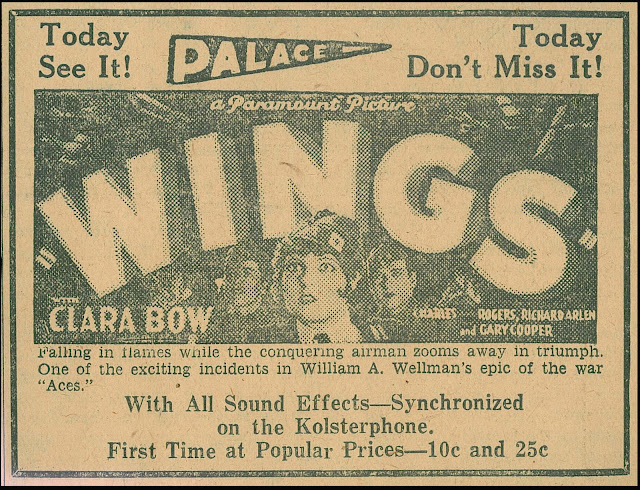 Today
See It!
PALACE
Today
Don't Miss It!
a Paramount Picture
"WINGS"
WITH
CLARA BOW
CHARLES ROGERS, RICHARD ARLEN
and GARY COOPER
Falling in flames while the conquering airman zooms away in triumph.
One of the exciting incidents in William A. Wellman's epic of the war
"Aces."
With All Sound Effects—Synchronized
on the Kolsterphone.
First Time at Popular Prices—10c and 25c